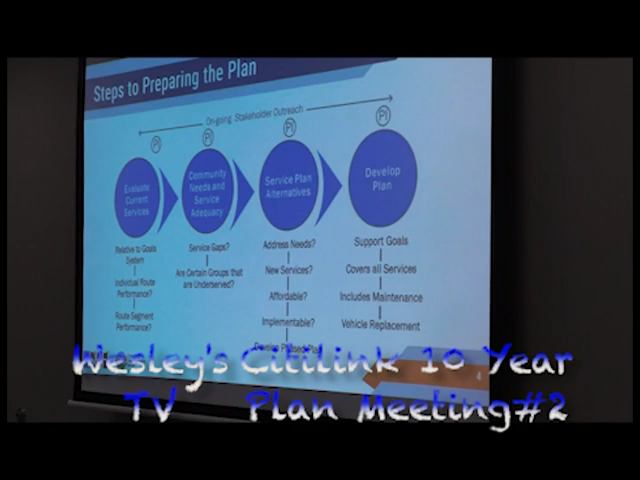 Steps to Preparing the Plan
On-going Stakeholder Outreach
PI PI PI PI
Evaluate
Current
Services
Community
Needs and
Service
Adequacy
Service Plan
Alternatives
Develop
Plan
Relative to Goals
System
Individual Route
Performance?
Route Segment
Performance?
Service Gaps?
Are Certain Groups that
are Underserved?
Address Needs?
New Services?
Affordable?
Implementable?
Develop Phased Plan
Support Goals
Covers all Services
Includes Maintenance
Vehicle Replacement
4
Wesley's Citilink 10 Year
TV Plan Meeting#2